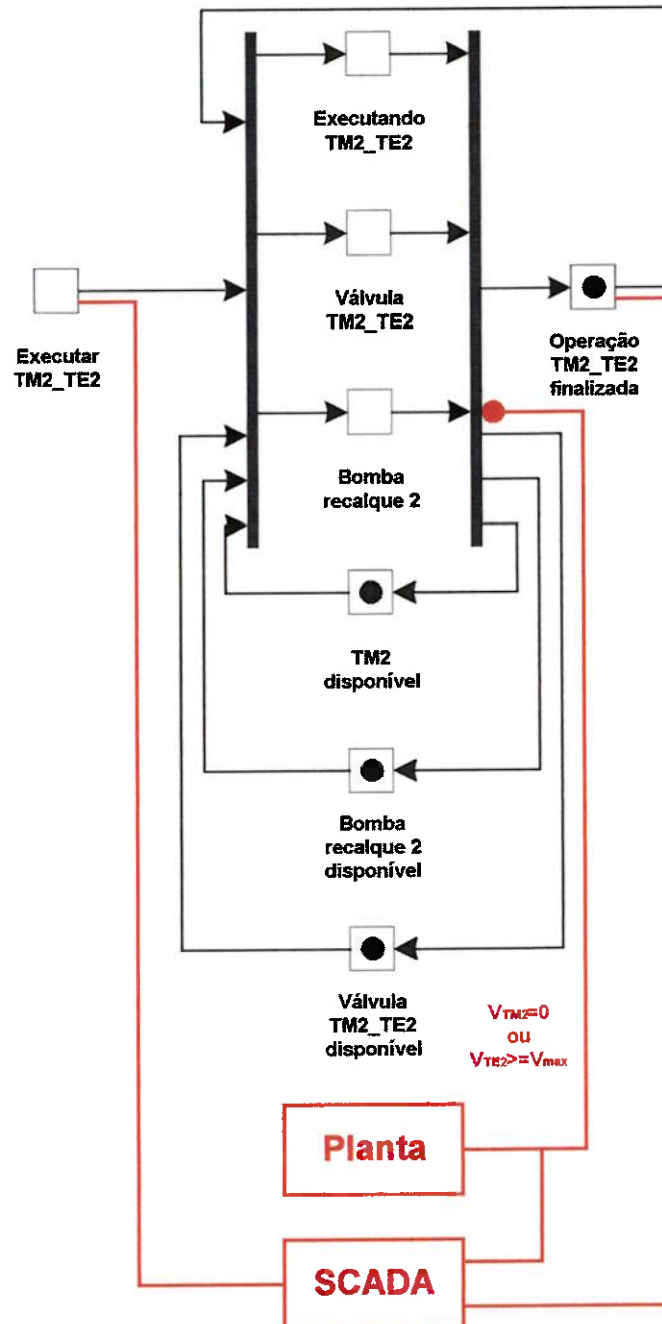 Executando
TM2_TE2
Válvula
TM2_TE2
Executar
TM2_TE2
Operação
TM2_TE2
finalizada
Bomba
recalque 2
TM2
disponível
Bomba
recalque 2
disponível
Válvula
TM2_TE2
disponível
VTM2=0
ou
VTE2>=Vmax
Planta
SCADA